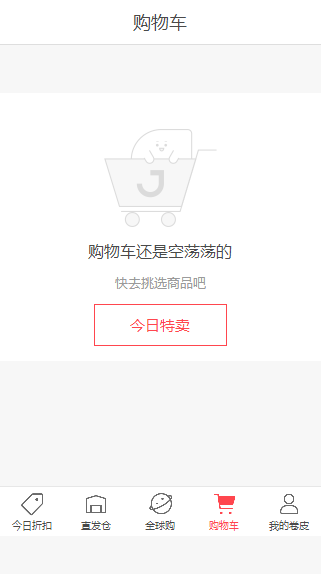 购物车
J
购物车还是空荡荡的
快去挑选商品吧
今日特卖
今日折扣
直发仓
全球购
购物车
我的卷皮